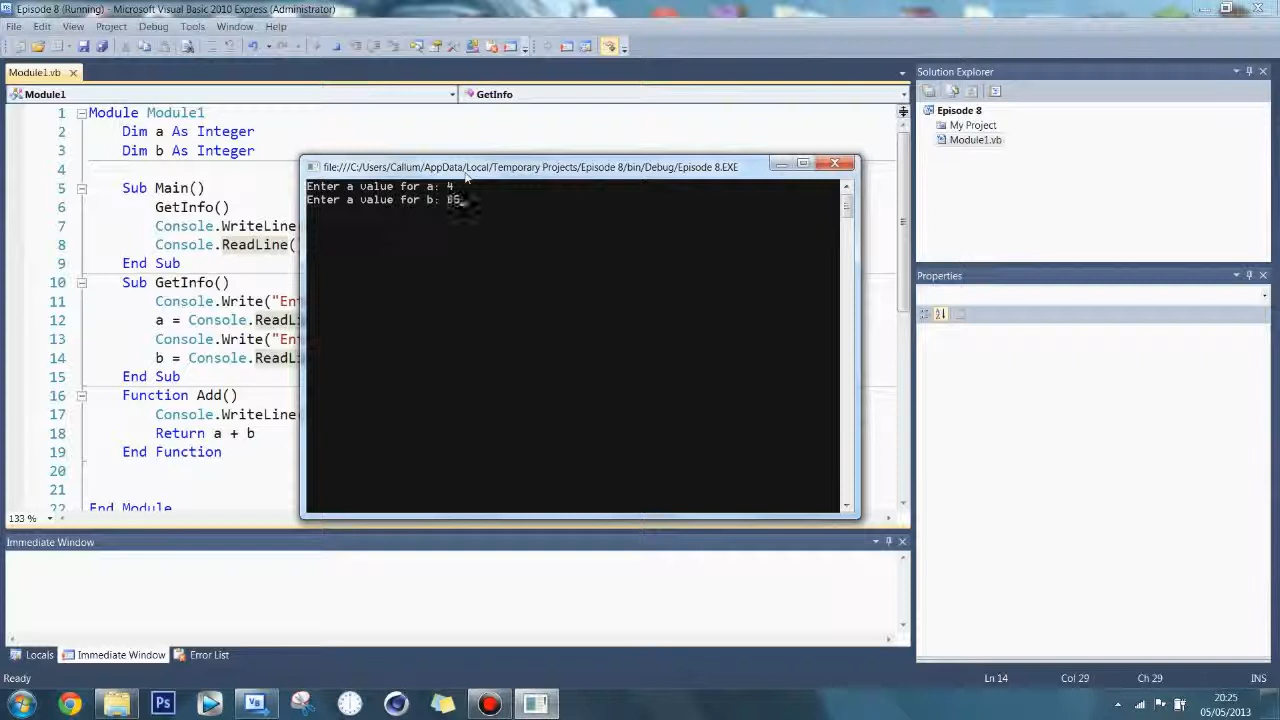 Episode 8 (Running) - Microsoft Visual Basic 2010 Express (Administrator)
File Edit View Project Debug Tools Window Help
Module1.vb
Module1 GetInfo
1 Module Module1
2 Dim a As Integer
3 Dim b As Integer
4
5 Sub Main()
6 GetInfo()
7 Console.WriteLine
8 Console.ReadLine(
9 End Sub
10 Sub GetInfo()
11 Console.Write("En
12 a = Console.ReadLi
13 Console.Write("En
14 b = Console.ReadLi
15 End Sub
16 Function Add()
17 Console.WriteLine
18 Return a + b
19 End Function
20
21
22 End Module
133 %
file:///C:/Users/Callum/AppData/Local/Temporary Projects/Episode 8/bin/Debug/Episode 8.EXE
Enter a value for a: 4
Enter a value for b:
Solution Explorer
Episode 8
My Project
Module1.vb
Properties
Immediate Window
Locals Immediate Window Error List
Ready Ln 14 Col 29 Ch 29 INS
Ps VB
20:25
05/05/2013